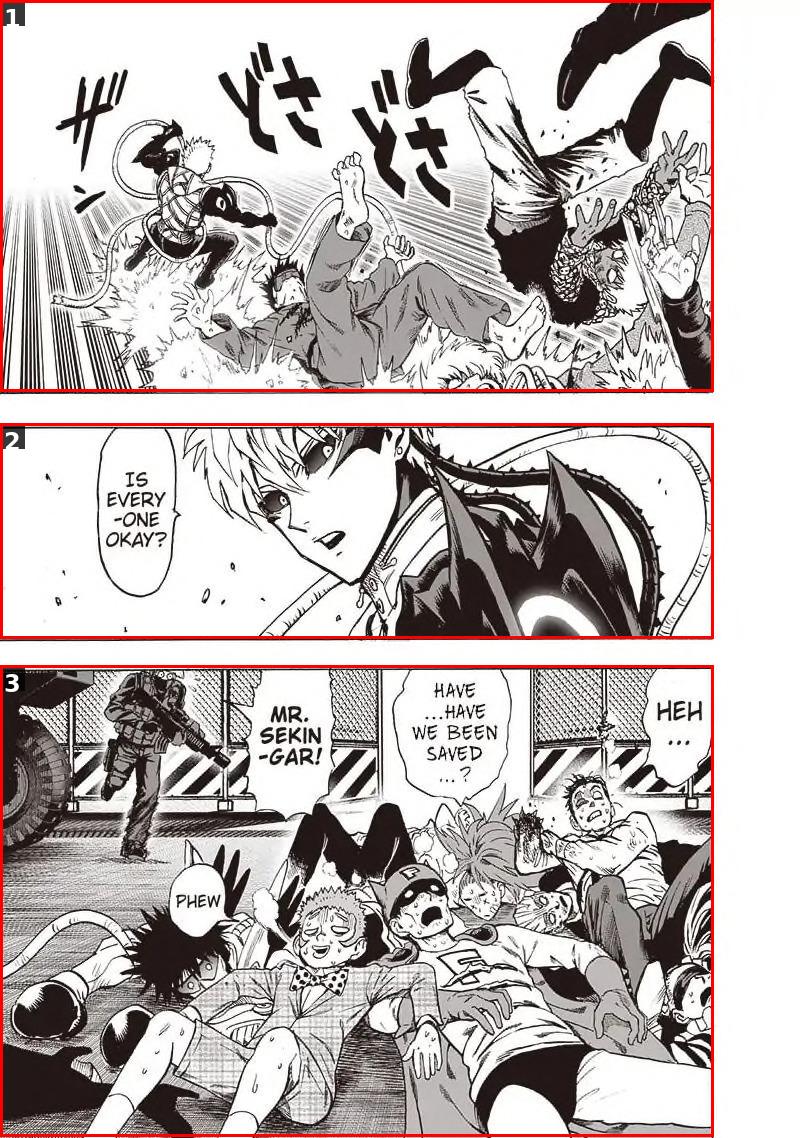 1
どさ
どさ
ザ
ン
2
IS
EVERY
-ONE
OKAY?
3
HEH
...
HAVE
...HAVE
WE BEEN
SAVED
...?
MR.
SEKIN
-GAR!
PHEW
F
F